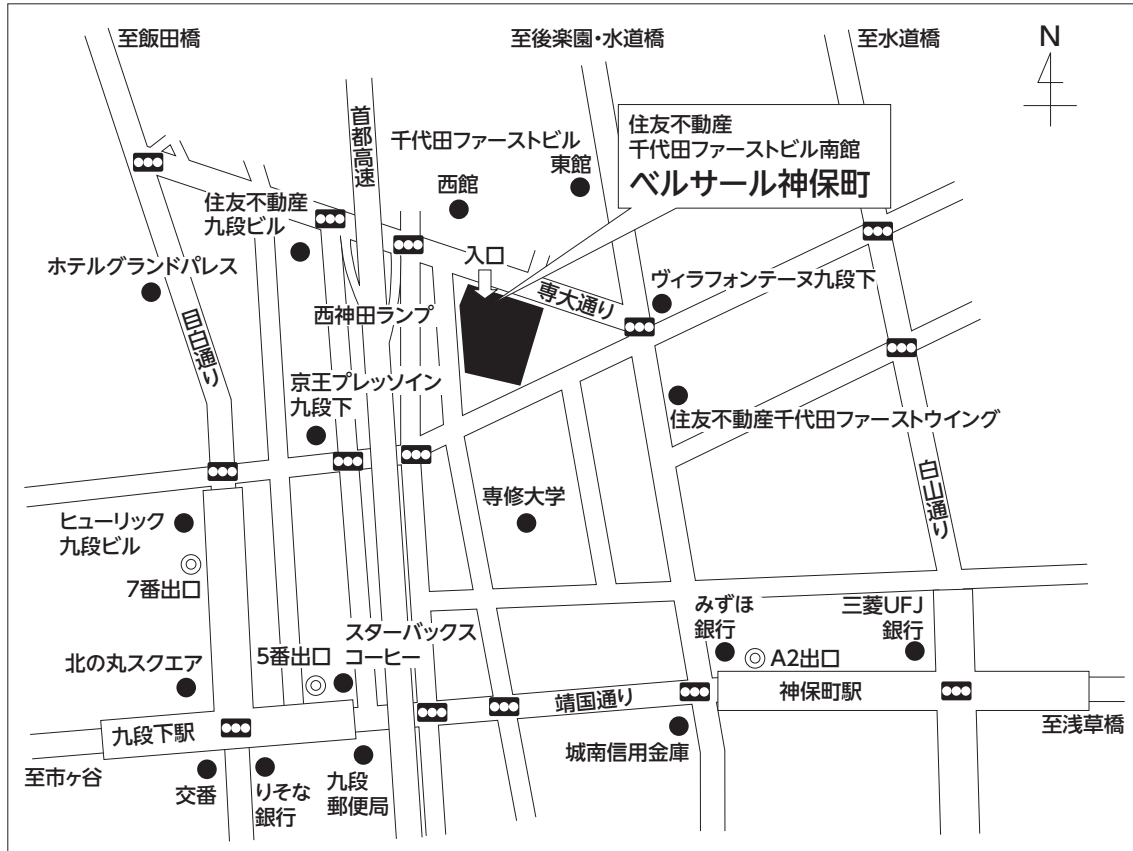 至飯田橋
至後楽園・水道橋
至水道橋
N
首都高速
千代田ファーストビル
東館
西館
住友不動産
千代田ファーストビル南館
ベルサール神保町
住友不動産
九段ビル
入口
ホテルグランドパレス
専大通り
ヴィラフォンテーヌ九段下
西神田ランプ
目白通り
京王プレッソイン
九段下
住友不動産千代田ファーストウイング
白山通り
専修大学
ヒューリック
九段ビル
7番出口
みずほ
銀行
三菱UFJ
銀行
スターバックス
コーヒー
5番出口
A2出口
北の丸スクエア
靖国通り
神保町駅
九段下駅
城南信用金庫
至浅草橋
至市ヶ谷
交番
りそな
銀行
九段
郵便局